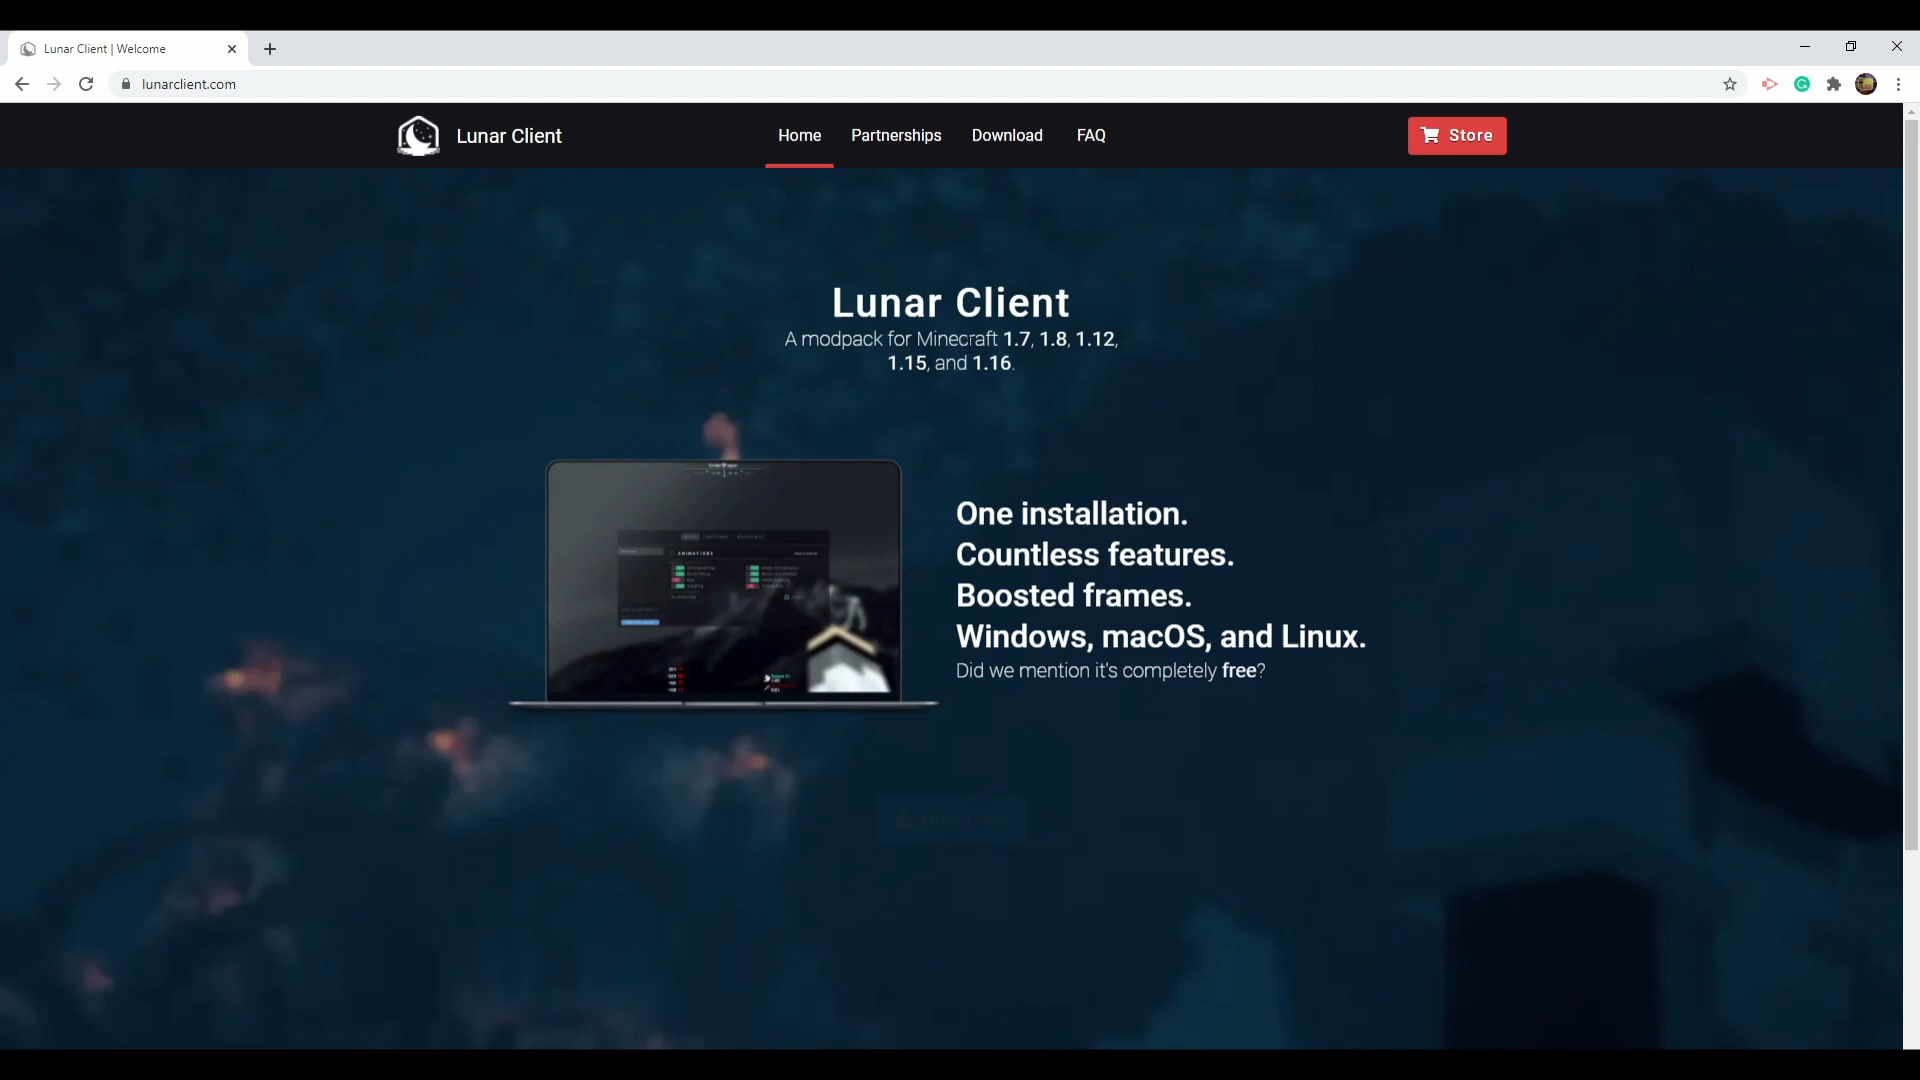 Lunar Client | Welcome
lunarclient.com
Lunar Client
Home
Partnerships
Download
FAQ
Store
Lunar Client
A modpack for Minecraft 1.7, 1.8, 1.12,
1.15, and 1.16.
ANIMATIONS
One installation.
Countless features.
Boosted frames.
Windows, macOS, and Linux.
Did we mention it's completely free?